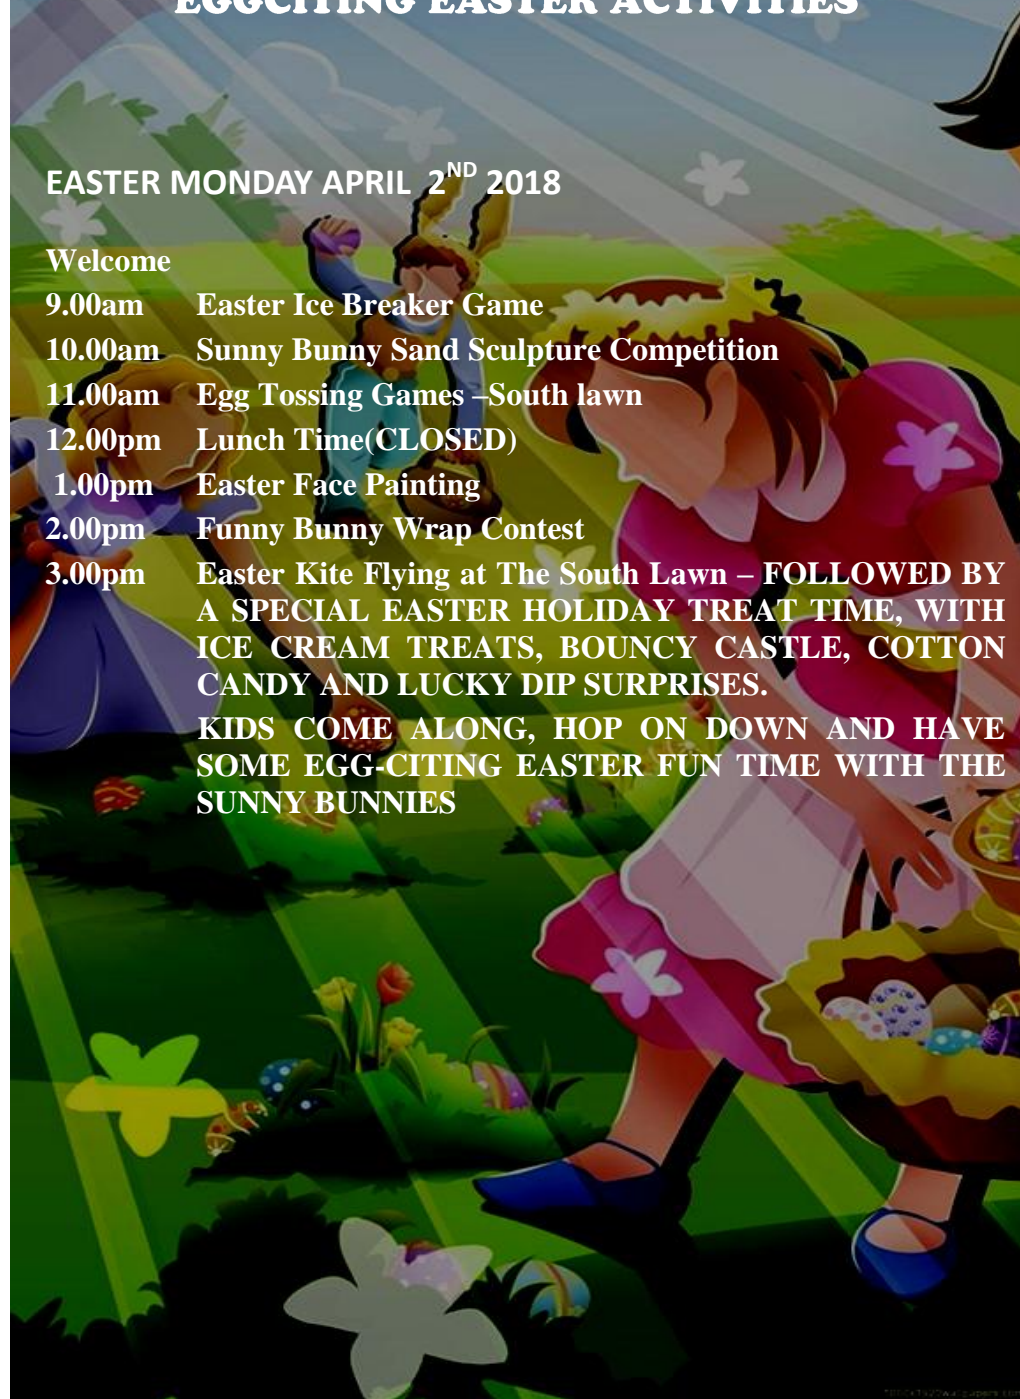 EGGCITING EASTER ACTIVITIES
EASTER MONDAY APRIL 2ND 2018
Welcome
9.00am Easter Ice Breaker Game
10.00am Sunny Bunny Sand Sculpture Competition
11.00am Egg Tossing Games –South lawn
12.00pm Lunch Time(CLOSED)
1.00pm Easter Face Painting
2.00pm Funny Bunny Wrap Contest
3.00pm Easter Kite Flying at The South Lawn – FOLLOWED BY
A SPECIAL EASTER HOLIDAY TREAT TIME, WITH
ICE CREAM TREATS, BOUNCY CASTLE, COTTON
CANDY AND LUCKY DIP SURPRISES.
KIDS COME ALONG, HOP ON DOWN AND HAVE
SOME EGG-CITING EASTER FUN TIME WITH THE
SUNNY BUNNIES